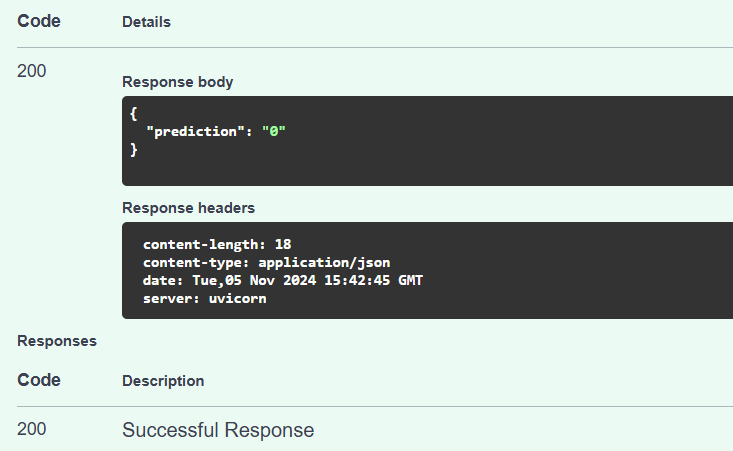 Code Details
200
Response body
{
  "prediction": "0"
}
Response headers
content-length: 18
content-type: application/json
date: Tue,05 Nov 2024 15:42:45 GMT
server: uvicorn
Responses
Code Description
200 Successful Response